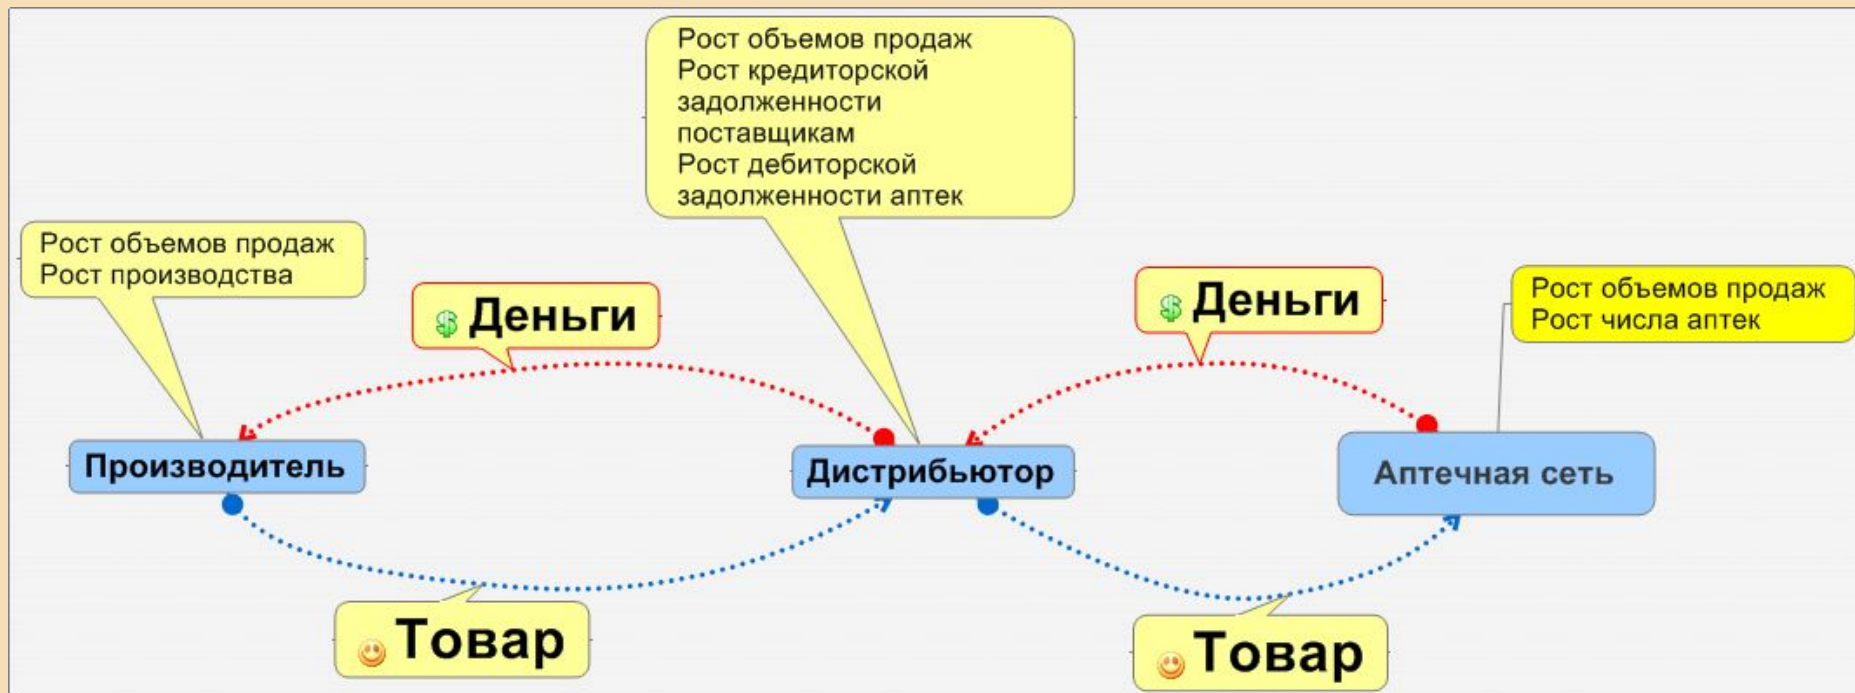 Рост объемов продаж
Рост кредиторской
задолженности
поставщикам
Рост дебиторской
задолженности аптек
Рост объемов продаж
Рост производства
Деньги
Деньги
Рост объемов продаж
Рост числа аптек
Производитель
Дистрибьютор
Аптечная сеть
Товар
Товар